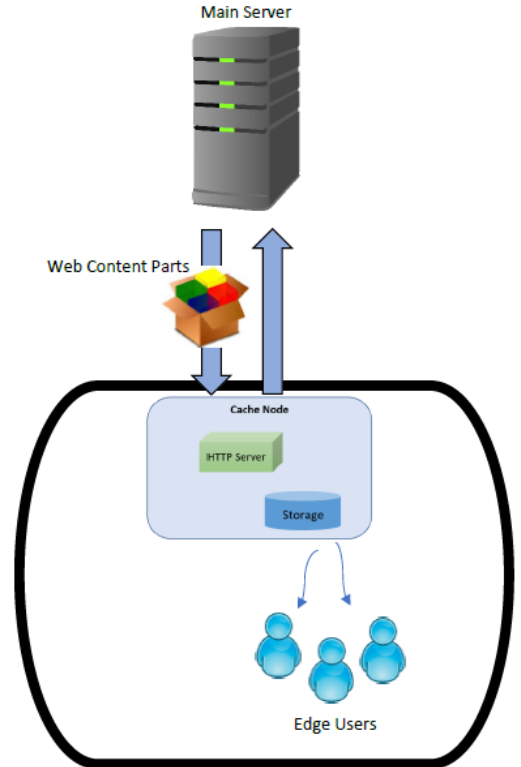 Main Server
Web Content Parts
Cache Node
IHTTP Server
Storage
Edge Users